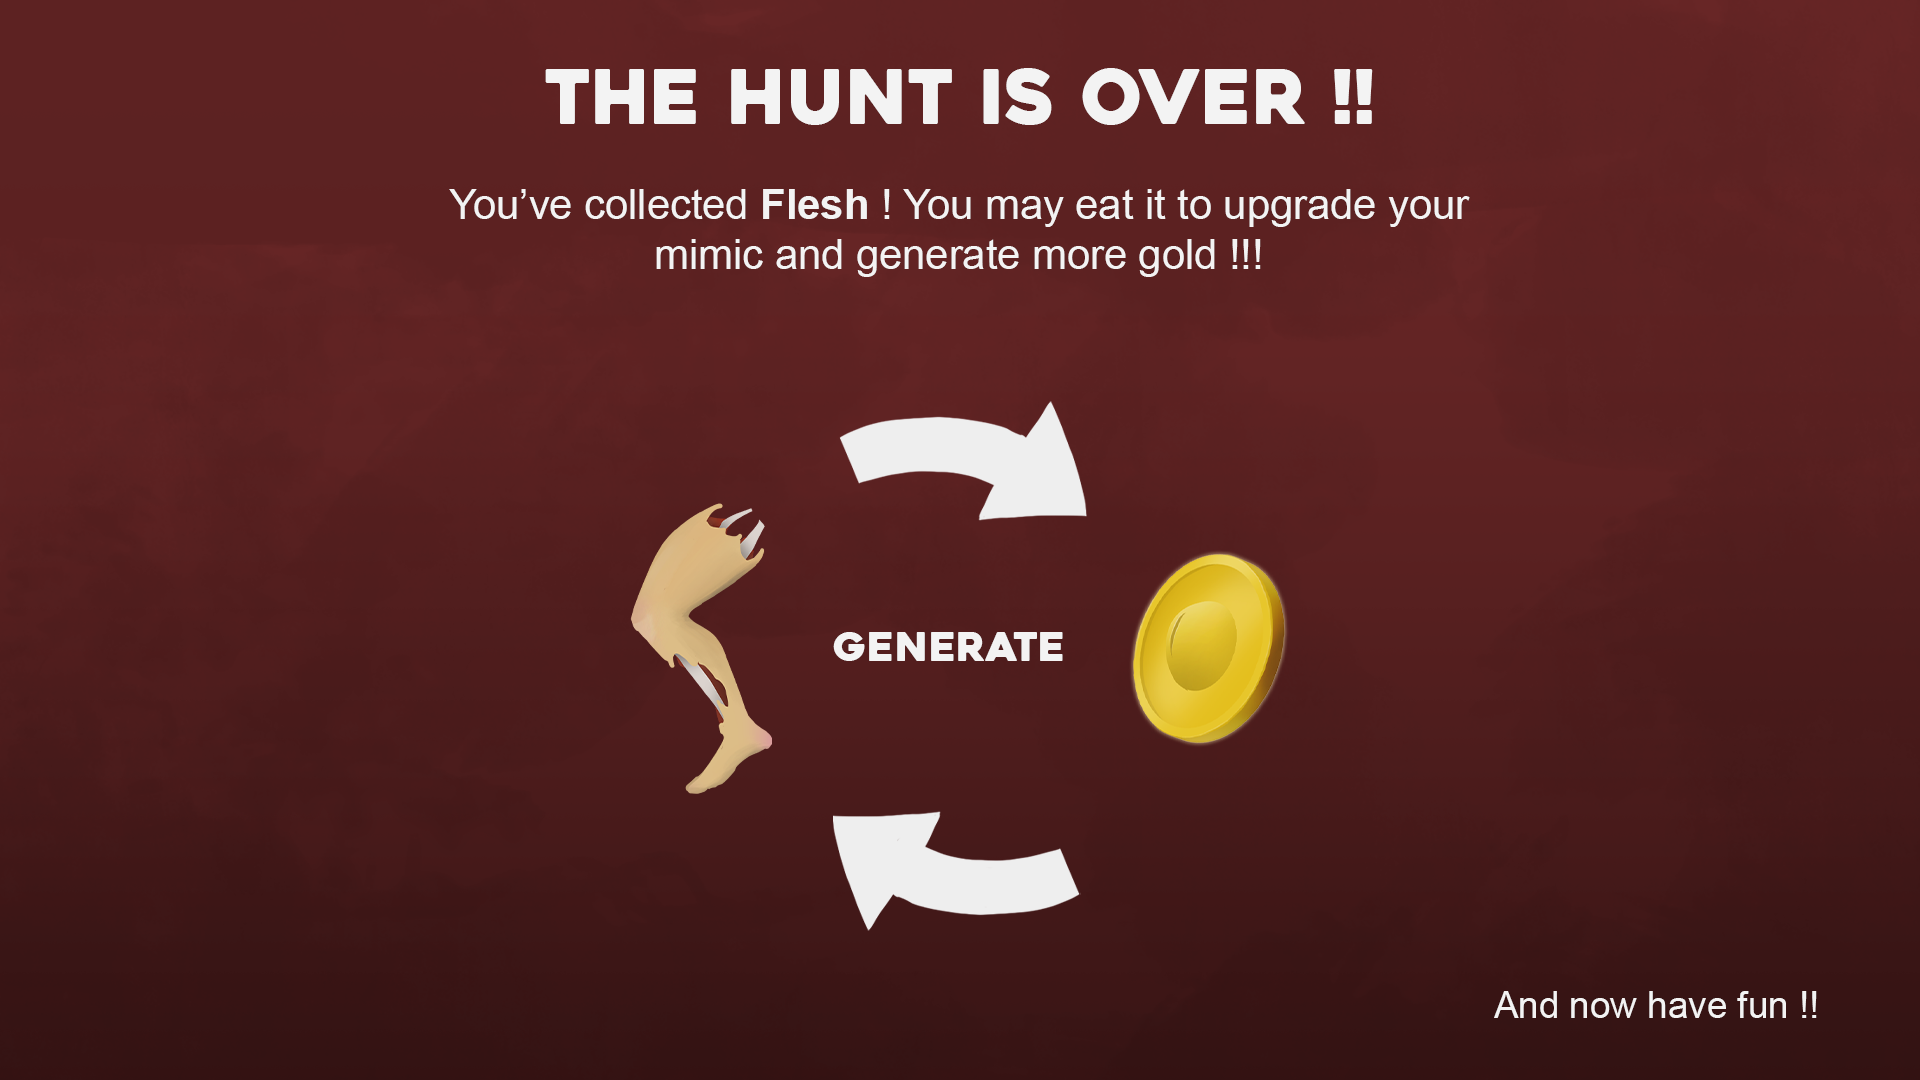 THE HUNT IS OVER !!
You’ve collected Flesh ! You may eat it to upgrade your
mimic and generate more gold !!!
GENERATE
And now have fun !!